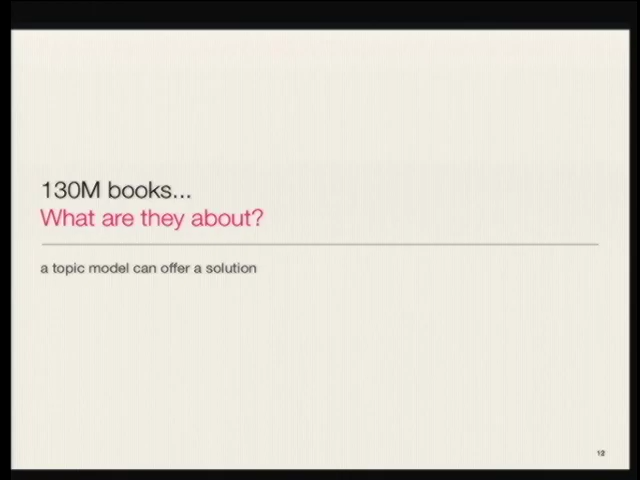 130M books...
What are they about?
a topic model can offer a solution
12